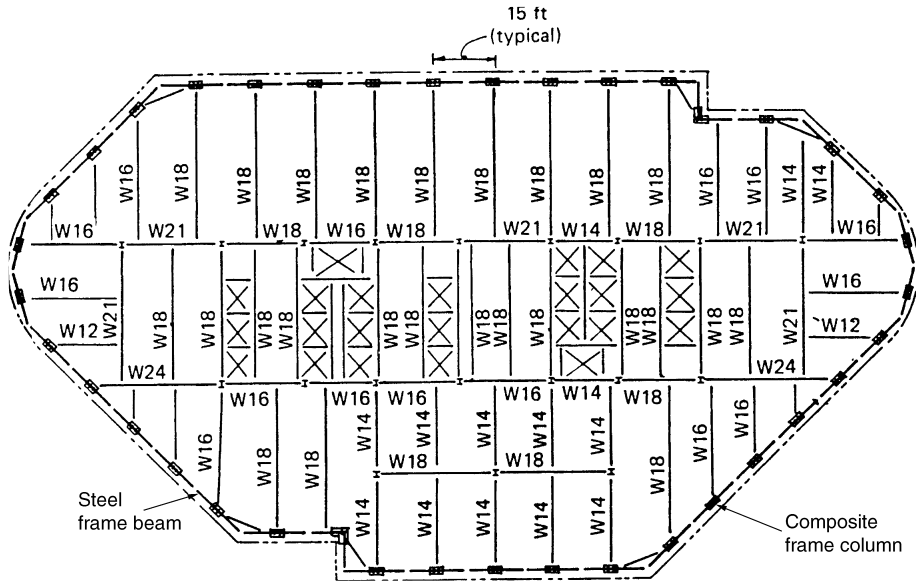 15 ft
(typical)
W16 W18 W18 W18 W18 W18 W18 W18 W18 W16 W16 W14 W14
W16 W21 W18 W16 W18 W21 W14 W18 W21 W16
W16 W16
W21 W18 W18 W18 W18 W18 W18 W18 W18 W18 W18 W18 W18 W18 W21
W12 W12
W24 W24
W16 W16 W16 W16 W14 W18
W16 W18 W18 W14 W14 W14 W14 W14 W14 W18 W16 W16
W18 W18
W14 W14 W14 W14 W14
Steel
frame beam
Composite
frame column